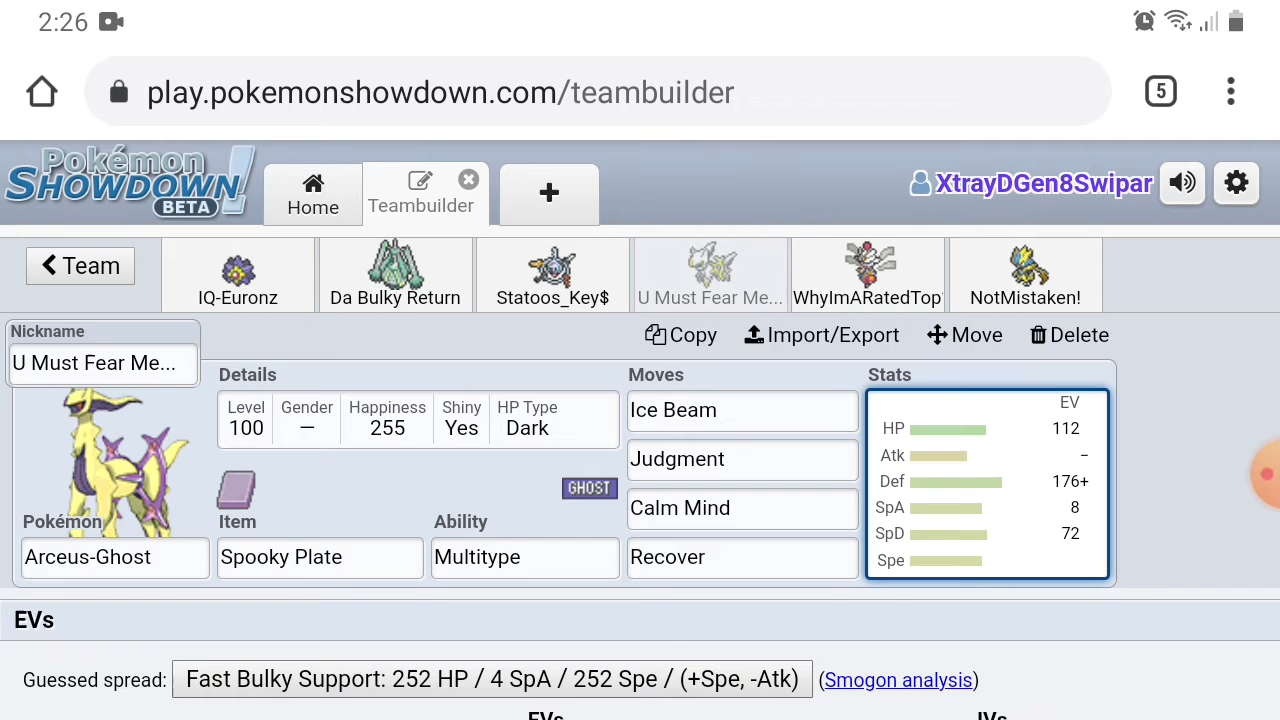 2:26
play.pokemonshowdown.com/teambuilder
5
Pokémon
SHOWDOWN!
BETA
Home
Teambuilder
+
XtrayDGen8Swipar
Team
IQ-Euronz
Da Bulky Return
Statoos_Key$
U Must Fear Me...
WhyImARatedTop
NotMistaken!
Nickname
U Must Fear Me...
Copy
Import/Export
Move
Delete
Details
Moves
Stats
Level
Gender
Happiness
Shiny
HP Type
100
—
255
Yes
Dark
Ice Beam
Judgment
Calm Mind
Recover
EV
HP 112
Atk −
Def 176+
SpA 8
SpD 72
Spe
GHOST
Pokémon
Item
Ability
Arceus-Ghost
Spooky Plate
Multitype
EVs
Guessed spread: Fast Bulky Support: 252 HP / 4 SpA / 252 Spe / (+Spe, -Atk) (Smogon analysis)
EVs
IVs